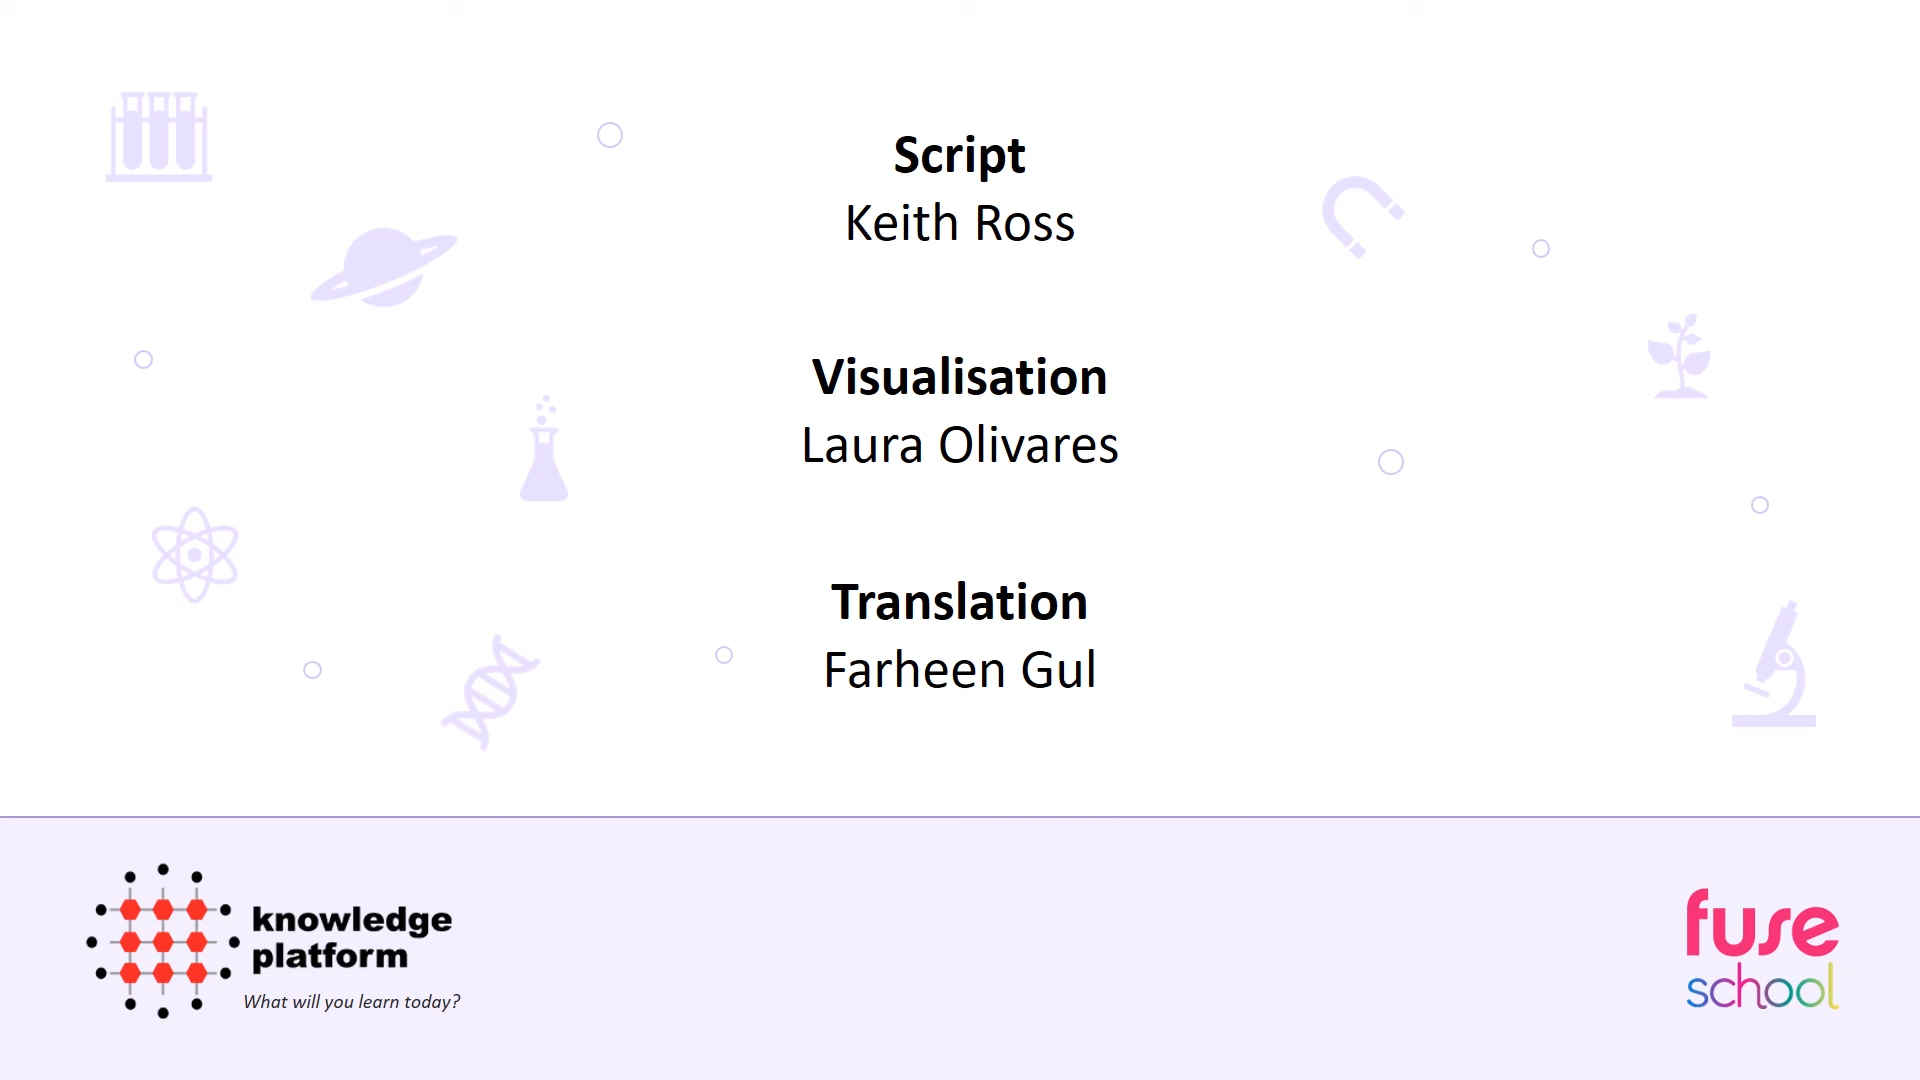 Script
Keith Ross
Visualisation
Laura Olivares
Translation
Farheen Gul
knowledge
platform
What will you learn today?
fuse
school